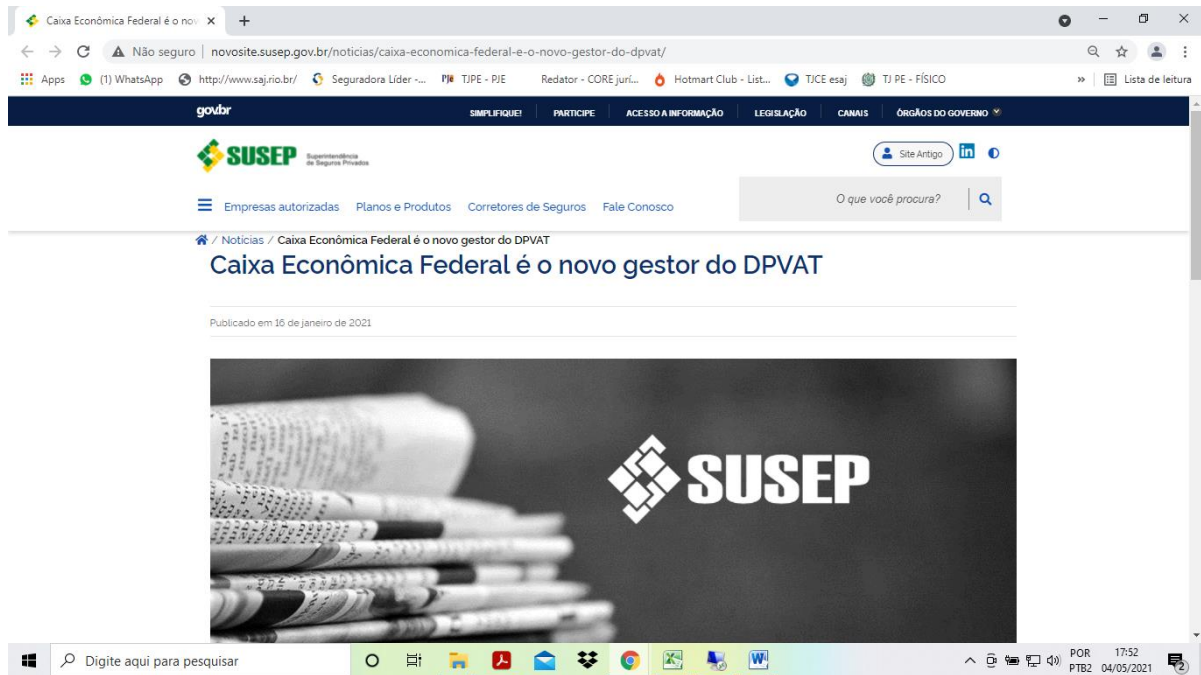 Caixa Econômica Federal é o nov
Não seguro novosite.susep.gov.br/noticias/caixa-economica-federal-e-o-novo-gestor-do-dpvat/
Apps (1) WhatsApp http://www.saj.rio.br/ Seguradora Líder -... TJPE - PJE Redator - CORE jurí... Hotmart Club - List... TJCE esaj TJ PE - FÍSICO » Lista de leitura
govbr SIMPLIFIQUE! PARTICIPE ACESSO A INFORMAÇÃO LEGISLAÇÃO CANAIS ÓRGÃOS DO GOVERNO
SUSEP Superintendência
de Seguros Privados
Site Antigo in
Empresas autorizadas Planos e Produtos Corretores de Seguros Fale Conosco O que você procura?
/ Notícias / Caixa Econômica Federal é o novo gestor do DPVAT
Caixa Econômica Federal é o novo gestor do DPVAT
Publicado em 16 de janeiro de 2021
SUSEP
Digite aqui para pesquisar
POR 17:52
PTB2 04/05/2021 2